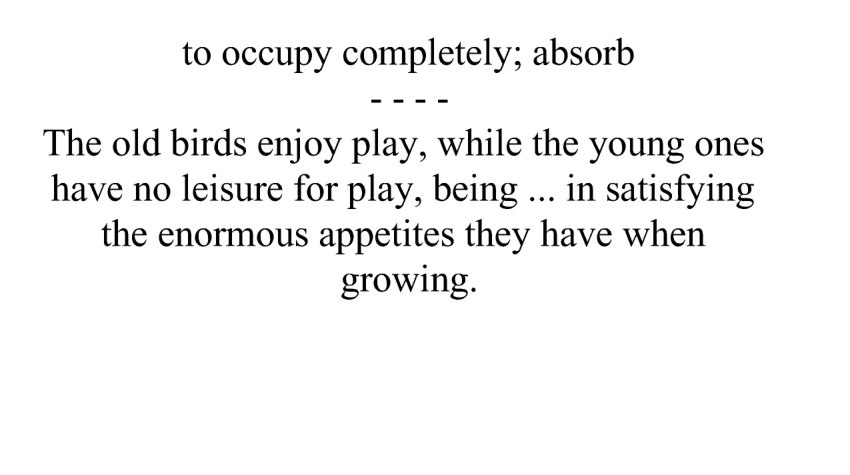 to occupy completely; absorb
- - - -
The old birds enjoy play, while the young ones
have no leisure for play, being ... in satisfying
the enormous appetites they have when
growing.